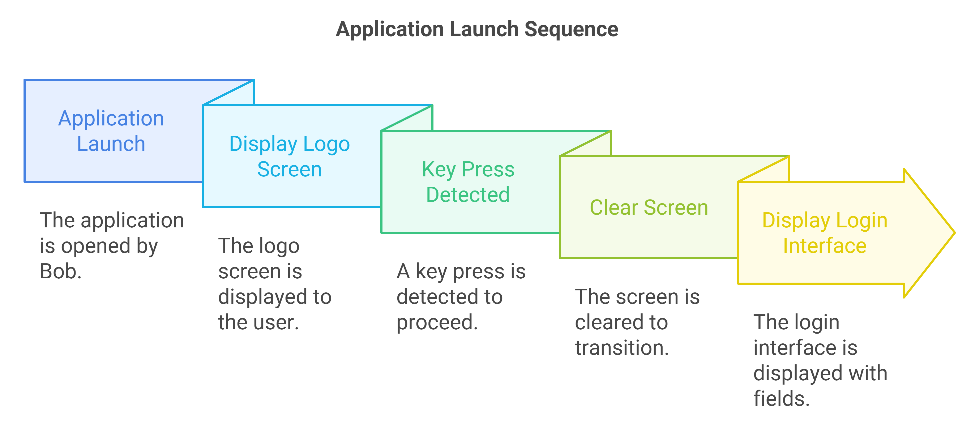 Application Launch Sequence
Application
Launch
The application
is opened by
Bob.
Display Logo
Screen
The logo
screen is
displayed to
the user.
Key Press
Detected
A key press is
detected to
proceed.
Clear Screen
The screen is
cleared to
transition.
Display Login
Interface
The login
interface is
displayed with
fields.